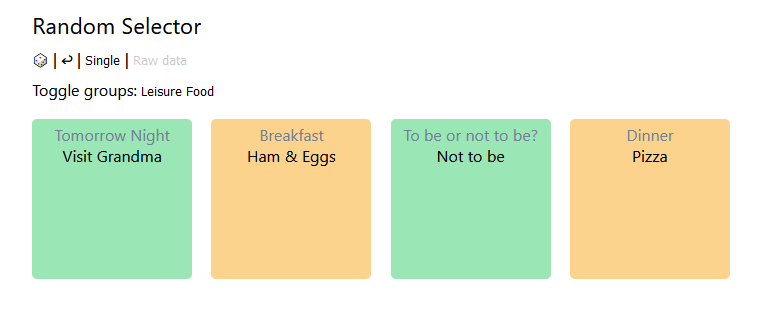 Random Selector
🎲 | ↩ | Single | Raw data
Toggle groups: Leisure Food
Tomorrow Night
Visit Grandma
Breakfast
Ham & Eggs
To be or not to be?
Not to be
Dinner
Pizza